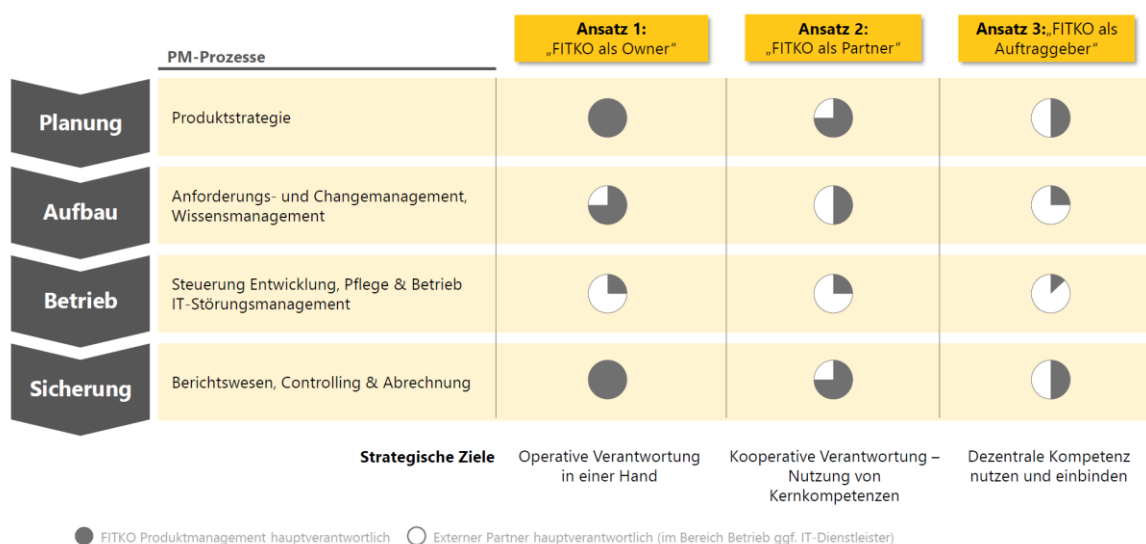 PM-Prozesse
Ansatz 1:
„FITKO als Owner“
Ansatz 2:
„FITKO als Partner“
Ansatz 3:„FITKO als
Auftraggeber“
Planung
Produktstrategie
Aufbau
Anforderungs- und Changemanagement,
Wissensmanagement
Betrieb
Steuerung Entwicklung, Pflege & Betrieb
IT-Störungsmanagement
Sicherung
Berichtswesen, Controlling & Abrechnung
Strategische Ziele
Operative Verantwortung
in einer Hand
Kooperative Verantwortung –
Nutzung von
Kernkompetenzen
Dezentrale Kompetenz
nutzen und einbinden
FITKO Produktmanagement hauptverantwortlich
Externer Partner hauptverantwortlich (im Bereich Betrieb ggf. IT-Dienstleister)